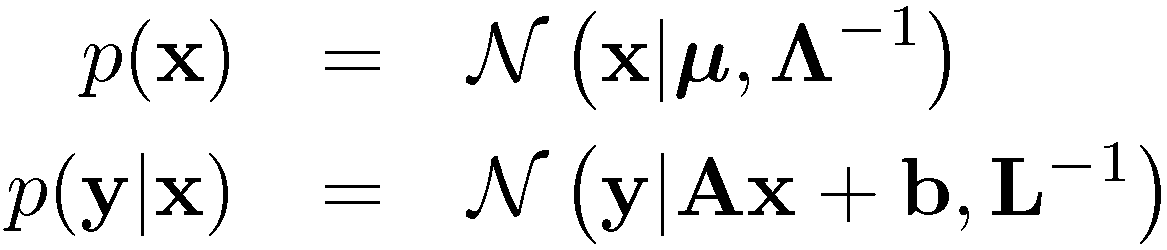 p(𝐱) = 𝒩(𝐱|𝛍, 𝚲⁻¹)
p(𝐲|𝐱) = 𝒩(𝐲|𝐀𝐱 + 𝐛, 𝐋⁻¹)